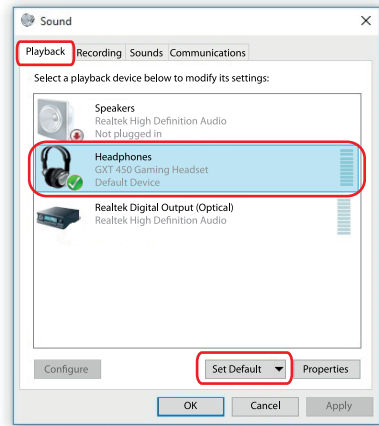 Sound
Playback Recording Sounds Communications
Select a playback device below to modify its settings:
Speakers
Realtek High Definition Audio
Not plugged in
Headphones
GXT 450 Gaming Headset
Default Device
Realtek Digital Output (Optical)
Realtek High Definition Audio
Configure Set Default Properties
OK Cancel Apply